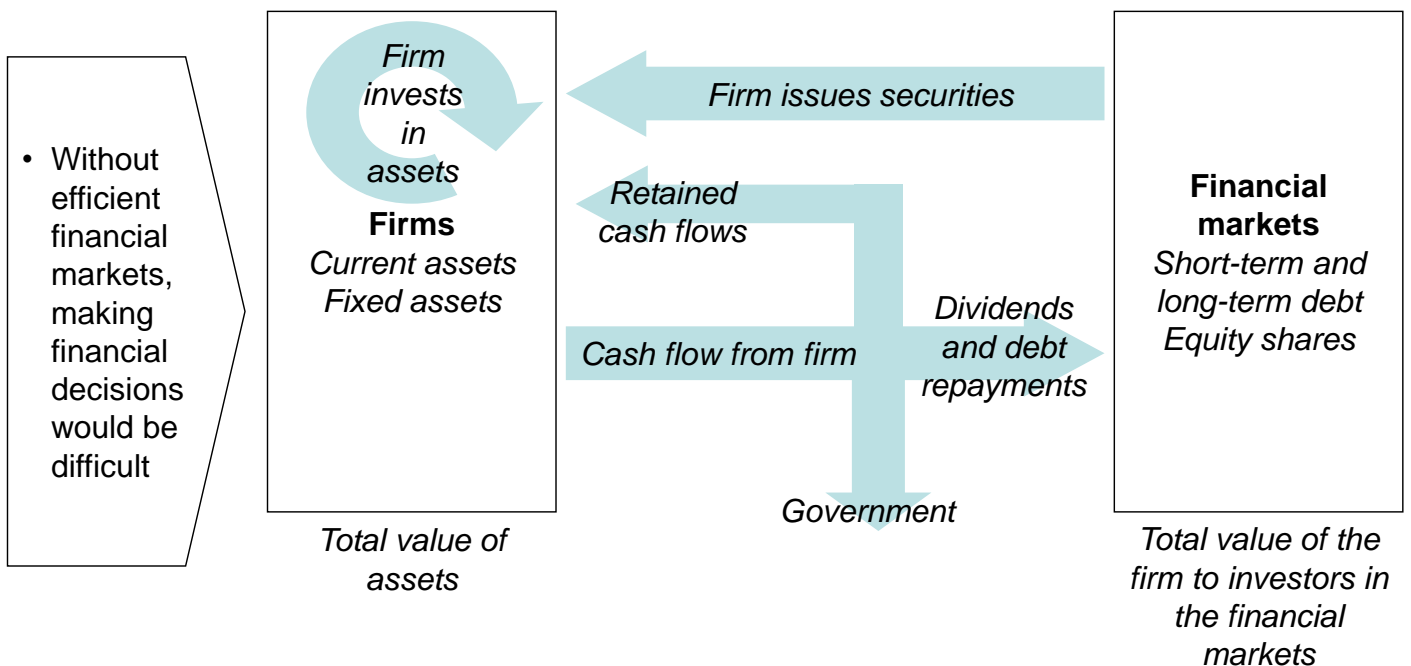 • Without
efficient
financial
markets,
making
financial
decisions
would be
difficult
Firm
invests
in
assets
Firms
Current assets
Fixed assets
Total value of
assets
Firm issues securities
Retained
cash flows
Cash flow from firm
Dividends
and debt
repayments
Government
Financial
markets
Short-term and
long-term debt
Equity shares
Total value of the
firm to investors in
the financial
markets